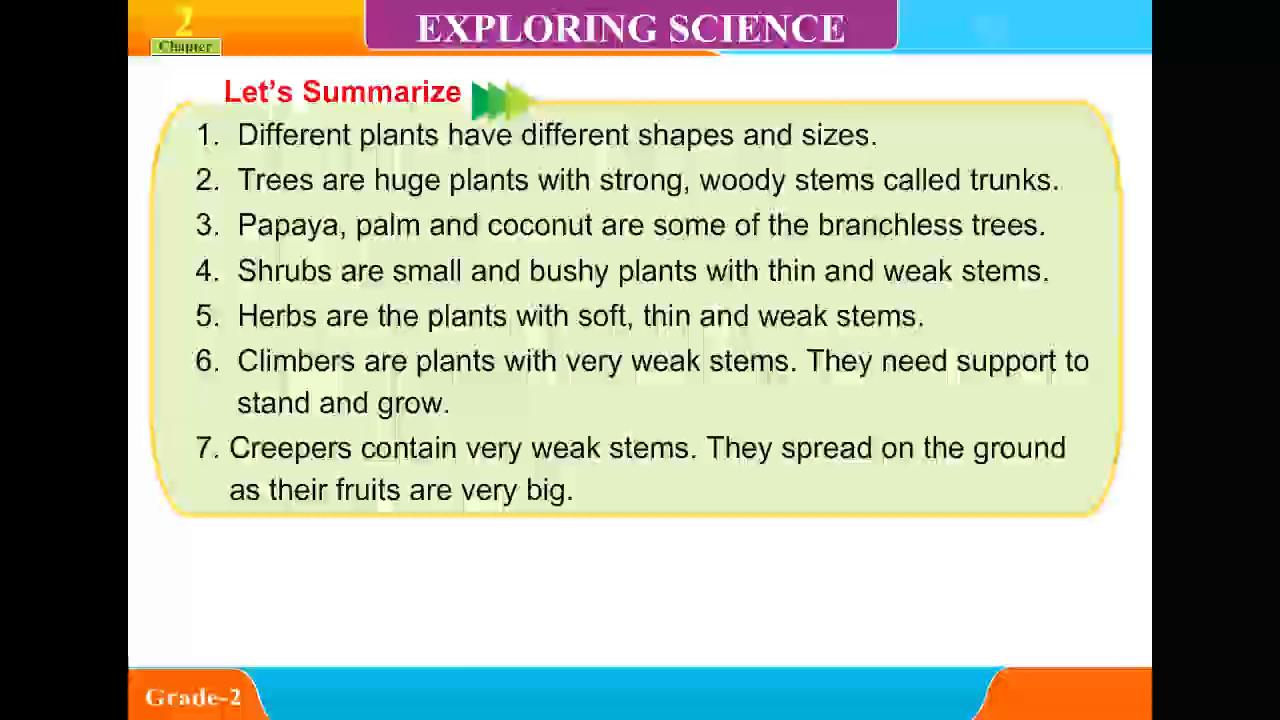 2
Chapter
EXPLORING SCIENCE
Let's Summarize
1. Different plants have different shapes and sizes.
2. Trees are huge plants with strong, woody stems called trunks.
3. Papaya, palm and coconut are some of the branchless trees.
4. Shrubs are small and bushy plants with thin and weak stems.
5. Herbs are the plants with soft, thin and weak stems.
6. Climbers are plants with very weak stems. They need support to
stand and grow.
7. Creepers contain very weak stems. They spread on the ground
as their fruits are very big.
Grade-2